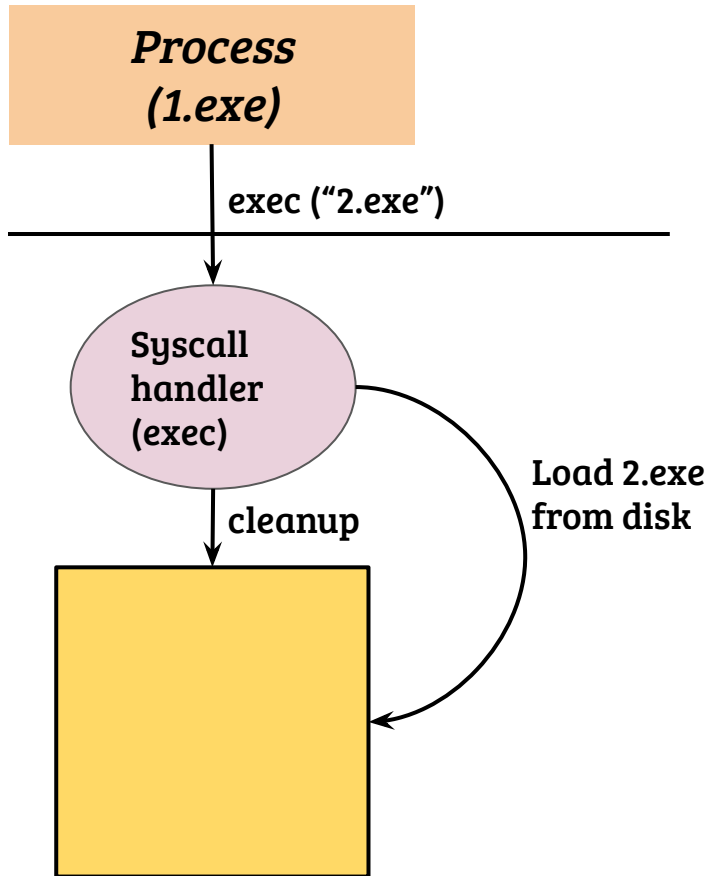 Process
(1.exe)
exec (“2.exe”)
Syscall
handler
(exec)
Load 2.exe
from disk
cleanup